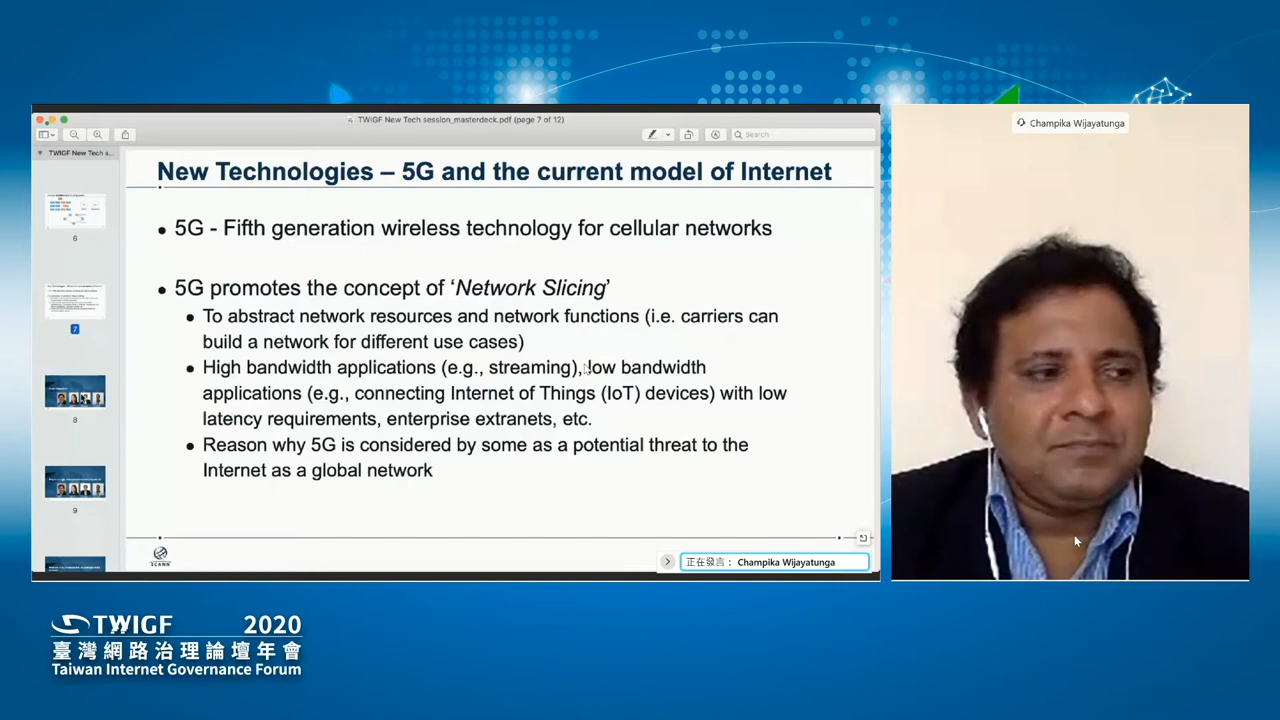 TWIGF New Tech session_masterdeck.pdf (page 7 of 12)
Search
TWIGF New Tech s...
6
7
8
9
New Technologies – 5G and the current model of Internet
• 5G - Fifth generation wireless technology for cellular networks
• 5G promotes the concept of ‘Network Slicing’
• To abstract network resources and network functions (i.e. carriers can
build a network for different use cases)
• High bandwidth applications (e.g., streaming), low bandwidth
applications (e.g., connecting Internet of Things (IoT) devices) with low
latency requirements, enterprise extranets, etc.
• Reason why 5G is considered by some as a potential threat to the
Internet as a global network
ICANN
正在發言： Champika Wijayatunga
Champika Wijayatunga
TWIGF 2020
臺灣網路治理論壇年會
Taiwan Internet Governance Forum